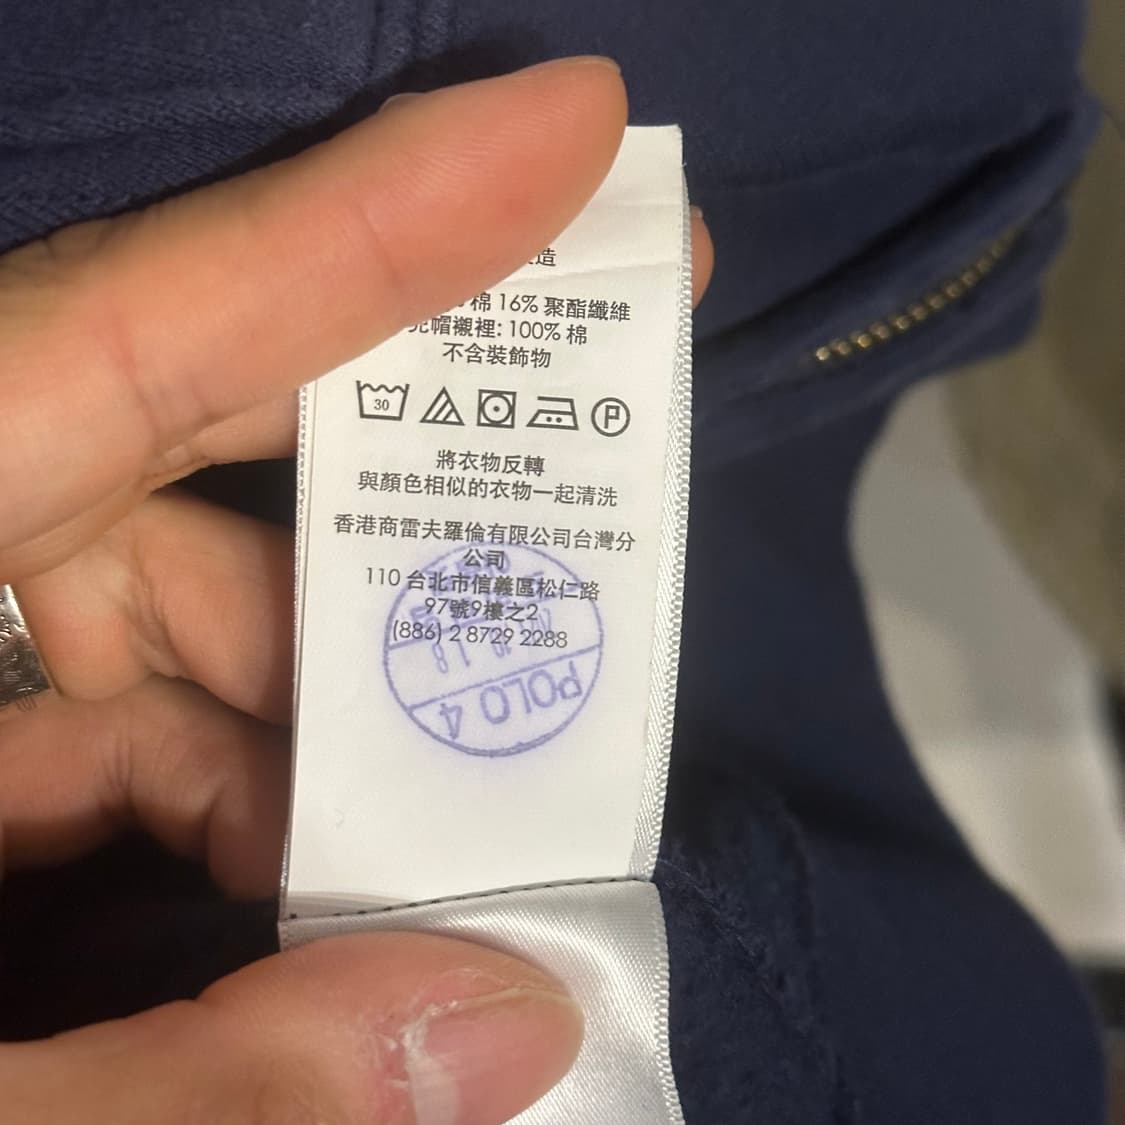 造
棉 16% 聚酯纖維
帽襯裡: 100% 棉
不含裝飾物
30
P
將衣物反轉
與顏色相似的衣物一起清洗
香港商雷夫羅倫有限公司台灣分
公司
110 台北市信義區松仁路
97號9樓之2
(886) 2 8729 2288
POLO 4